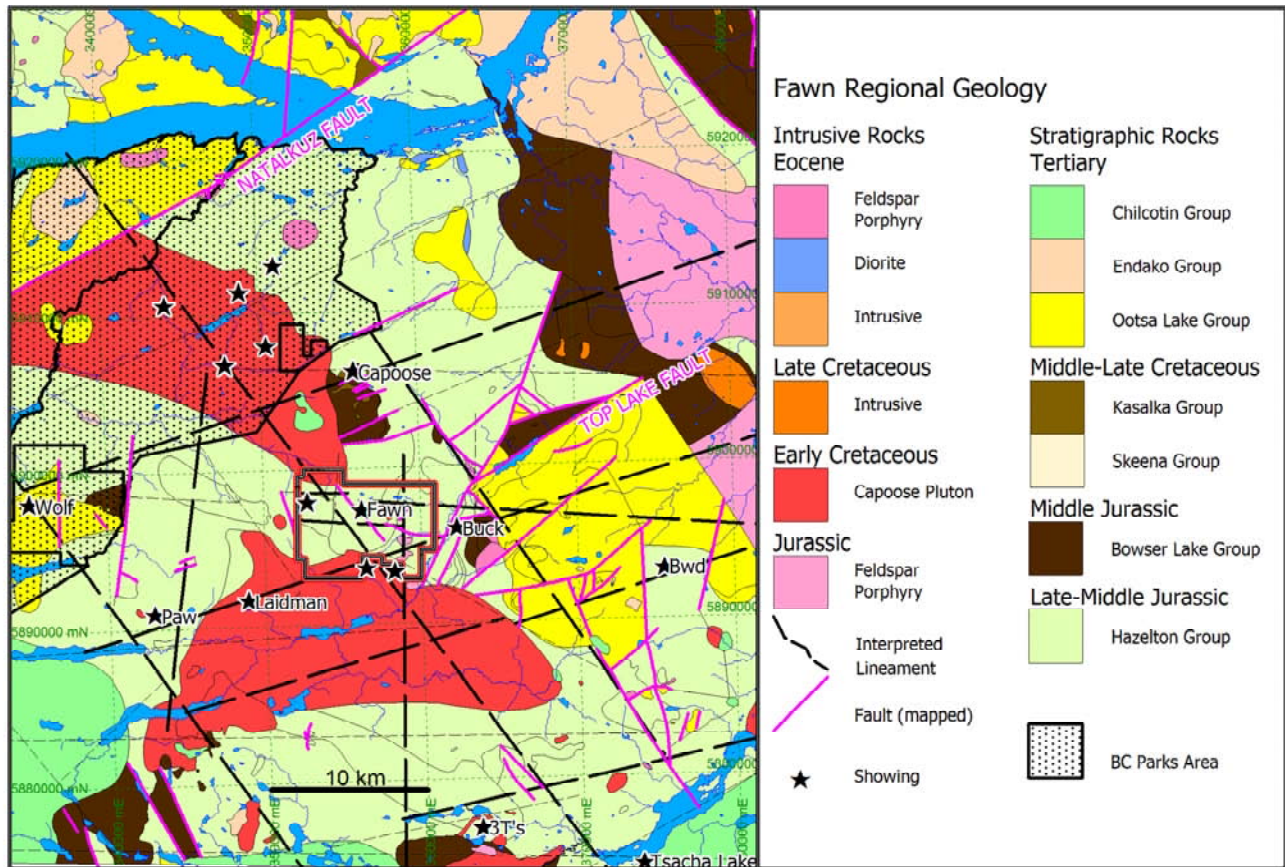 5920000
NATALKUZ FAULT
5920000
5910000
Capoose
TOP LAKE FAULT
Wolf
Fawn
Buck
Bwd
Laidman
Paw
5890000 mN
5890000
10 km
5880000 mN
3T's
Tsacha Lake
Fawn Regional Geology
Intrusive Rocks
Eocene
Feldspar
Porphyry
Diorite
Intrusive
Late Cretaceous
Intrusive
Early Cretaceous
Capoose Pluton
Jurassic
Feldspar
Porphyry
Interpreted
Lineament
Fault (mapped)
Showing
Stratigraphic Rocks
Tertiary
Chilcotin Group
Endako Group
Ootsa Lake Group
Middle-Late Cretaceous
Kasalka Group
Skeena Group
Middle Jurassic
Bowser Lake Group
Late-Middle Jurassic
Hazelton Group
BC Parks Area